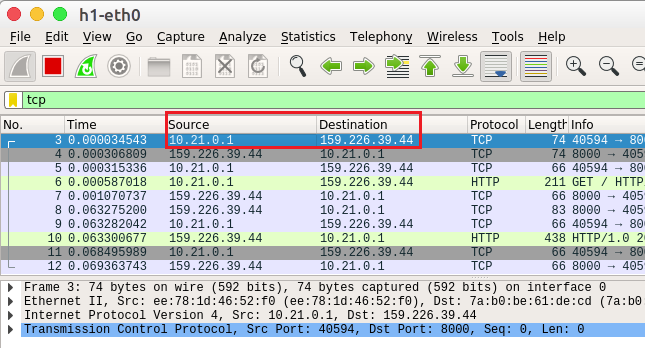 h1-eth0
File Edit View Go Capture Analyze Statistics Telephony Wireless Tools Help
tcp
No. Time Source Destination Protocol Length Info
3 0.000034543 10.21.0.1 159.226.39.44 TCP 74 40594 → 800
4 0.000306809 159.226.39.44 10.21.0.1 TCP 74 8000 → 4059
5 0.000315336 10.21.0.1 159.226.39.44 TCP 66 40594 → 800
6 0.000587018 10.21.0.1 159.226.39.44 HTTP 211 GET / HTTP/
7 0.001070737 159.226.39.44 10.21.0.1 TCP 66 8000 → 4059
8 0.063275200 159.226.39.44 10.21.0.1 TCP 83 8000 → 4059
9 0.063282042 10.21.0.1 159.226.39.44 TCP 66 40594 → 800
10 0.063300677 159.226.39.44 10.21.0.1 HTTP 438 HTTP/1.0 20
11 0.068495989 10.21.0.1 159.226.39.44 TCP 66 40594 → 800
12 0.069363743 159.226.39.44 10.21.0.1 TCP 66 8000 → 4059
Frame 3: 74 bytes on wire (592 bits), 74 bytes captured (592 bits) on interface 0
Ethernet II, Src: ee:78:1d:46:52:f0 (ee:78:1d:46:52:f0), Dst: 7a:b0:be:61:de:cd (7a:b0
Internet Protocol Version 4, Src: 10.21.0.1, Dst: 159.226.39.44
Transmission Control Protocol, Src Port: 40594, Dst Port: 8000, Seq: 0, Len: 0